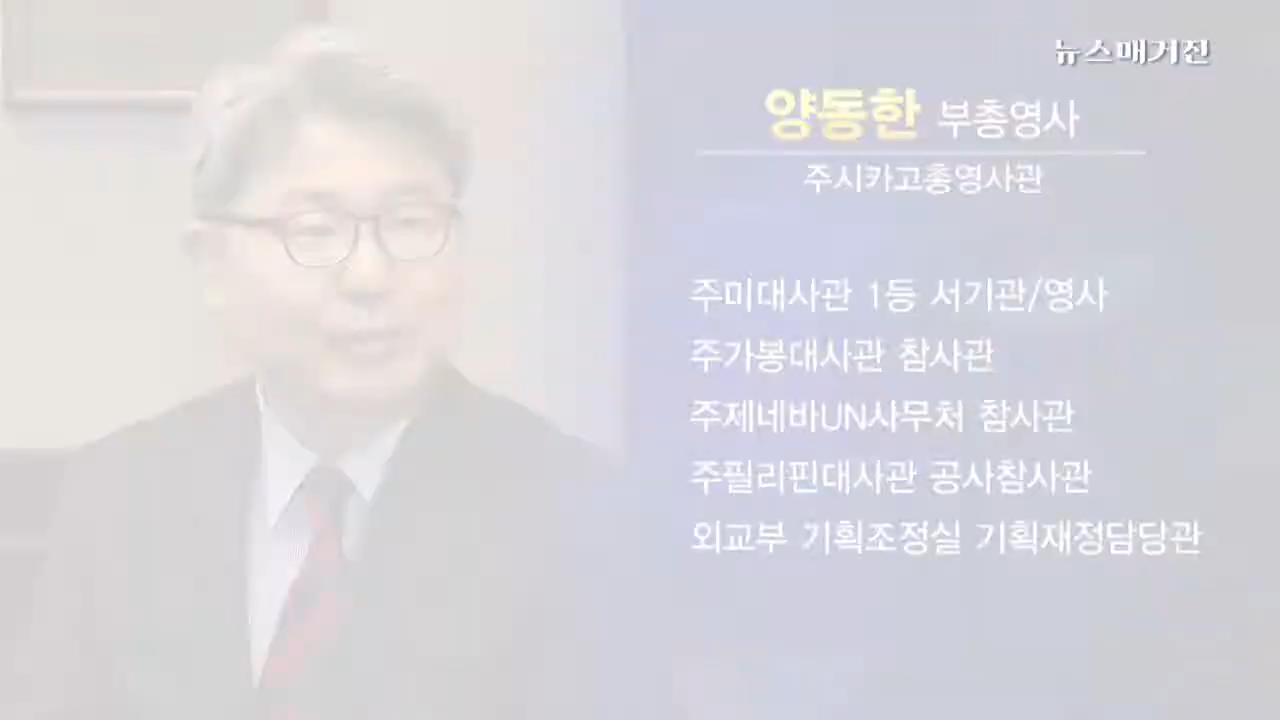 뉴스매거진
양동한 부총영사
주시카고총영사관
주미대사관 1등 서기관/영사
주가봉대사관 참사관
주제네바UN사무처 참사관
주필리핀대사관 공사참사관
외교부 기획조정실 기획재정담당관